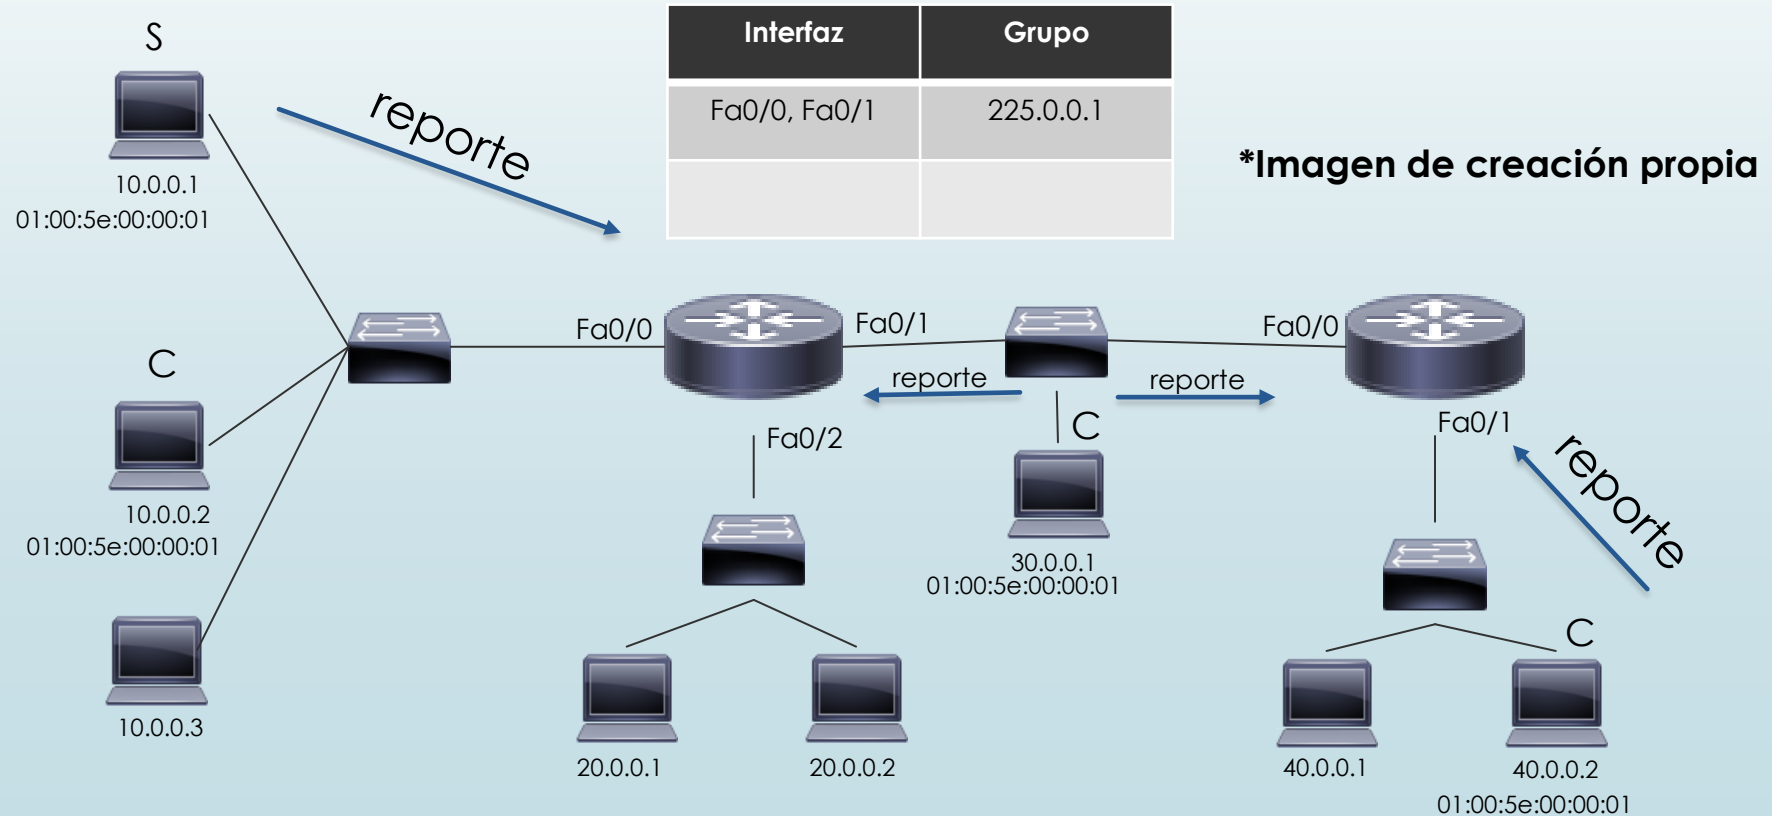 S
10.0.0.1
01:00:5e:00:00:01
reporte
Interfaz Grupo
Fa0/0, Fa0/1 225.0.0.1
*Imagen de creación propia
C
10.0.0.2
01:00:5e:00:00:01
10.0.0.3
Fa0/0
Fa0/1
Fa0/0
reporte
reporte
Fa0/2
C
30.0.0.1
01:00:5e:00:00:01
Fa0/1
reporte
20.0.0.1
20.0.0.2
C
40.0.0.1
40.0.0.2
01:00:5e:00:00:01